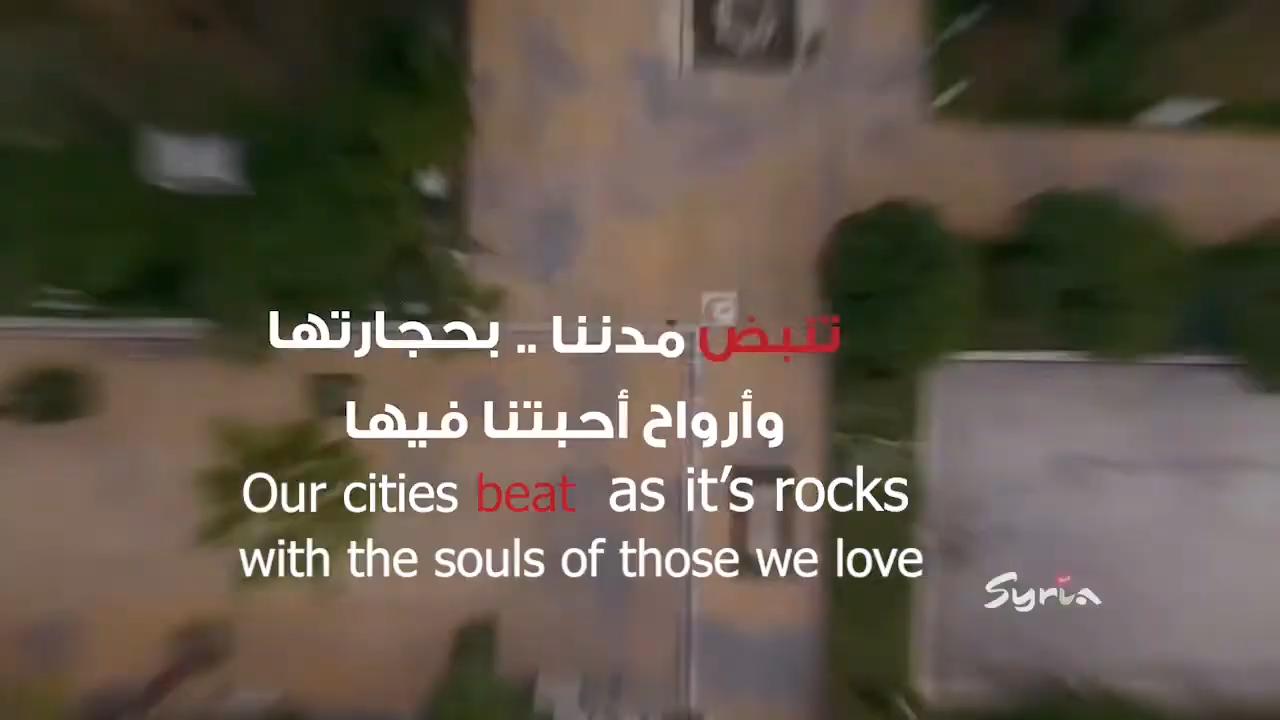 تنبض مدننا .. بحجارتها
وأرواح أحبتنا فيها
Our cities beat as it's rocks
with the souls of those we love
Syria